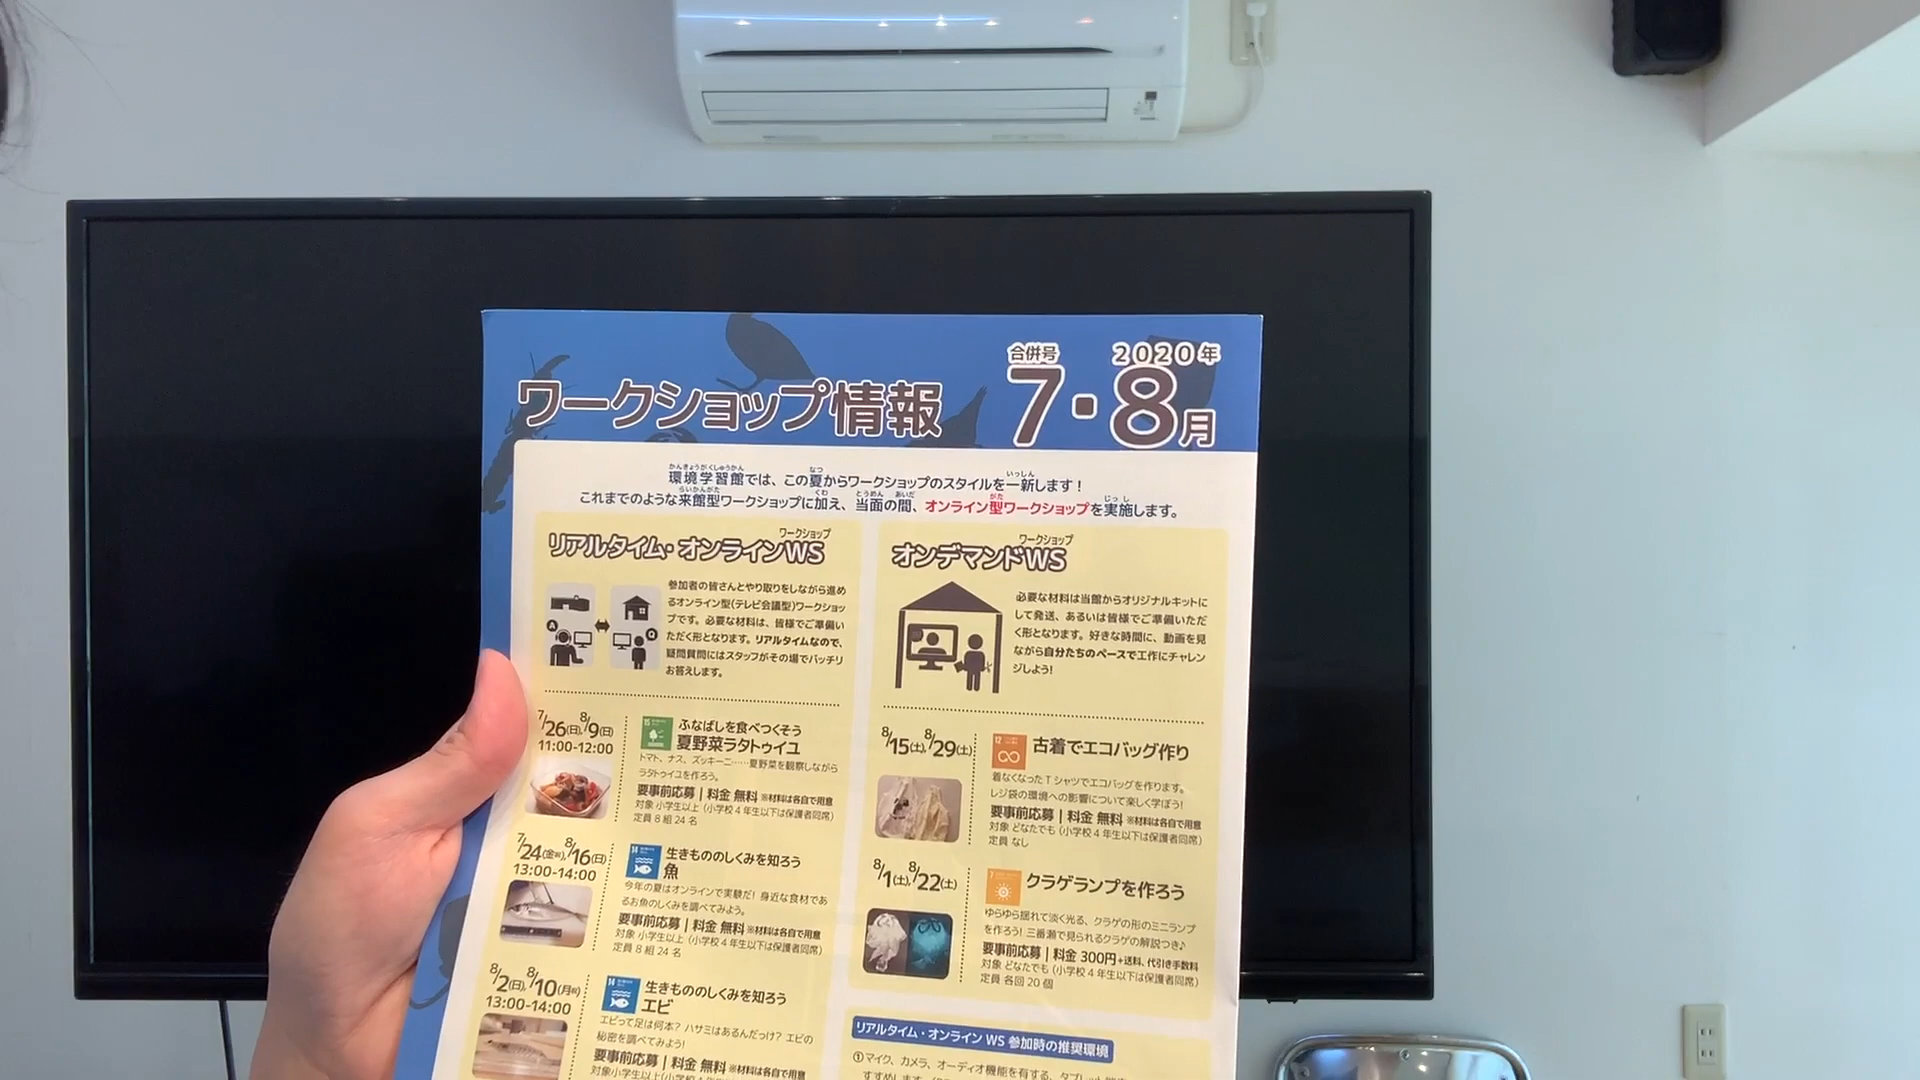 合併号
2020年
ワークショップ情報
7・8月
環境学習館では、この夏からワークショップのスタイルを一新します!
これまでのような来館型ワークショップに加え、当面の間、オンライン型ワークショップを実施します。
リアルタイム・オンラインWS
ワークショップ
参加者の皆さんとやり取りをしながら進め
るオンライン型(テレビ会議型)ワークショッ
プです。必要な材料は、皆様でご準備い
ただく形となります。リアルタイムなので、
疑問質問にはスタッフがその場でバッチリ
お答えします。
7/26(日),8/9(日)
11:00-12:00
ふなばしを食べつくそう
夏野菜ラタトゥイユ
トマト、ナス、ズッキーニ……夏野菜を観察しながら
ラタトゥイユを作ろう。
要事前応募 | 料金 無料 ※材料は各自で用意
対象 小学生以上 (小学校4年生以下は保護者同席)
定員 8組24名
7/24(金祝),8/16(日)
13:00-14:00
生きもののしくみを知ろう
魚
今年の夏はオンラインで実験だ! 身近な食材であ
るお魚のしくみを調べてみよう。
要事前応募 | 料金 無料 ※材料は各自で用意
対象 小学生以上 (小学校4年生以下は保護者同席)
定員 8組24名
8/2(日),8/10(月祝)
13:00-14:00
生きもののしくみを知ろう
エビ
エビって足は何本? ハサミはあるんだっけ? エビの
秘密を調べてみよう!
要事前応募 | 料金 無料 ※材料は各自で用意
対象 小学生以上 (小学校4年生以下は保護者同席)
オンデマンドWS
ワークショップ
必要な材料は当館からオリジナルキットに
して発送、あるいは皆様でご準備いただ
く形となります。好きな時間に、動画を見
ながら自分たちのペースで工作にチャレン
ジしよう!
8/15(土),8/29(土)
古着でエコバッグ作り
着なくなったTシャツでエコバッグを作ります。
レジ袋の環境への影響について楽しく学ぼう!
要事前応募 | 料金 無料 ※材料は各自で用意
対象 どなたでも (小学校4年生以下は保護者同席)
定員 なし
8/1(土),8/22(土)
クラゲランプを作ろう
ゆらゆら揺れて淡く光る、クラゲの形のミニランプ
を作ろう! 三番瀬で見られるクラゲの解説つき♪
要事前応募 | 料金 300円+送料、代引き手数料
対象 どなたでも (小学校4年生以下は保護者同席)
定員 各回20個
リアルタイム・オンラインWS 参加時の推奨環境
①マイク、カメラ、オーディオ機能を有する、タブレット